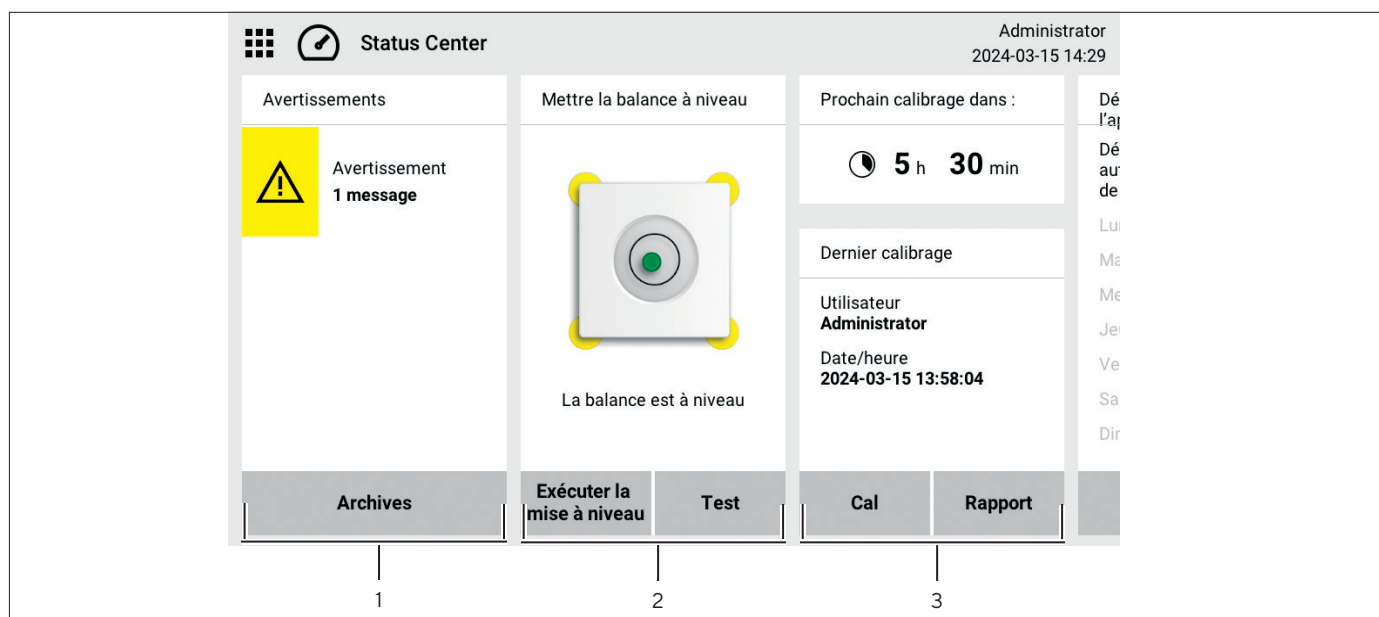 Status Center
Administrator
2024-03-15 14:29
Avertissements
Avertissement
1 message
Archives
Mettre la balance à niveau
La balance est à niveau
Exécuter la
mise à niveau
Test
Prochain calibrage dans :
5 h 30 min
Dernier calibrage
Utilisateur
Administrator
Date/heure
2024-03-15 13:58:04
Cal
Rapport
1
2
3